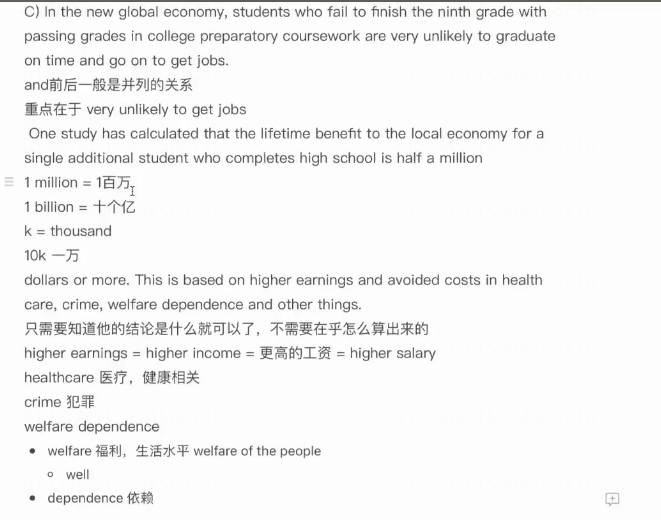 C) In the new global economy, students who fail to finish the ninth grade with
passing grades in college preparatory coursework are very unlikely to graduate
on time and go on to get jobs.
and前后一般是并列的关系
重点在于 very unlikely to get jobs
One study has calculated that the lifetime benefit to the local economy for a
single additional student who completes high school is half a million
1 million = 1百万
1 billion = 十个亿
k = thousand
10k 一万
dollars or more. This is based on higher earnings and avoided costs in health
care, crime, welfare dependence and other things.
只需要知道他的结论是什么就可以了，不需要在乎怎么算出来的
higher earnings = higher income = 更高的工资 = higher salary
healthcare 医疗，健康相关
crime 犯罪
welfare dependence
• welfare 福利，生活水平 welfare of the people
◦ well
• dependence 依赖